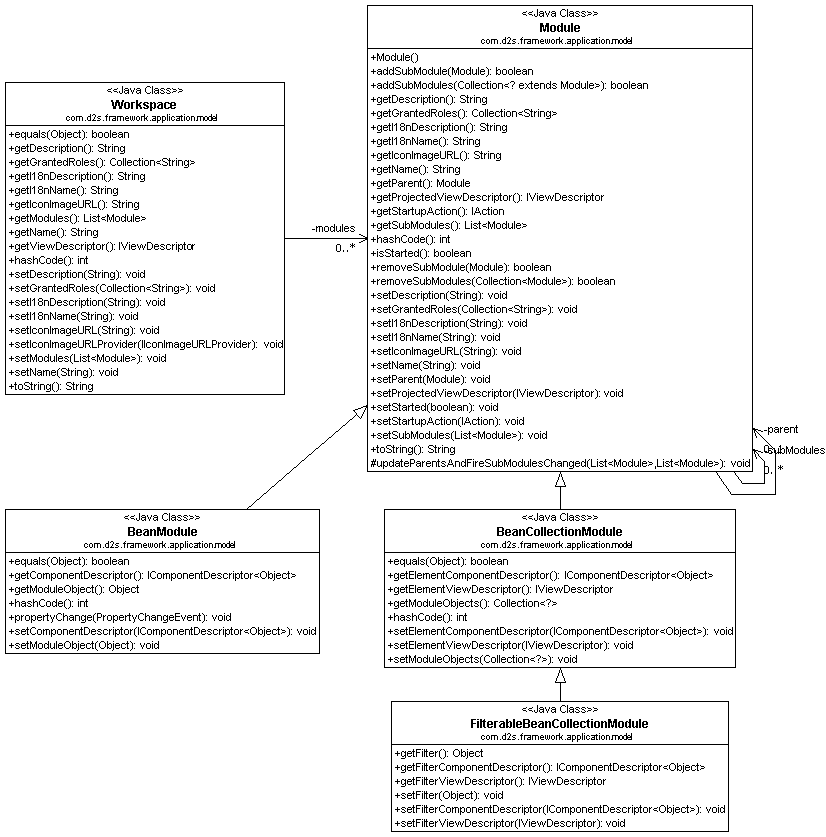 <<Java Class>>
Module
com.d2s.framework.application.model
+Module()
+addSubModule(Module): boolean
+addSubModules(Collection<? extends Module>): boolean
+getDescription(): String
+getGrantedRoles(): Collection<String>
+getI18nDescription(): String
+getI18nName(): String
+getIconImageURL(): String
+getName(): String
+getParent(): Module
+getProjectedViewDescriptor(): IViewDescriptor
+getStartupAction(): IAction
+getSubModules(): List<Module>
+hashCode(): int
+isStarted(): boolean
+removeSubModule(Module): boolean
+removeSubModules(Collection<Module>): boolean
+setDescription(String): void
+setGrantedRoles(Collection<String>): void
+setI18nDescription(String): void
+setI18nName(String): void
+setIconImageURL(String): void
+setName(String): void
+setParent(Module): void
+setProjectedViewDescriptor(IViewDescriptor): void
+setStarted(boolean): void
+setStartupAction(IAction): void
+setSubModules(List<Module>): void
+toString(): String
#updateParentsAndFireSubModulesChanged(List<Module>,List<Module>): void
<<Java Class>>
Workspace
com.d2s.framework.application.model
+equals(Object): boolean
+getDescription(): String
+getGrantedRoles(): Collection<String>
+getI18nDescription(): String
+getI18nName(): String
+getIconImageURL(): String
+getModules(): List<Module>
+getName(): String
+getViewDescriptor(): IViewDescriptor
+hashCode(): int
+setDescription(String): void
+setGrantedRoles(Collection<String>): void
+setI18nDescription(String): void
+setI18nName(String): void
+setIconImageURL(String): void
+setIconImageURLProvider(IIconImageURLProvider): void
+setModules(List<Module>): void
+setName(String): void
+toString(): String
-modules
0..*
-parent
-subModules
0..*
<<Java Class>>
BeanModule
com.d2s.framework.application.model
+equals(Object): boolean
+getComponentDescriptor(): IComponentDescriptor<Object>
+getModuleObject(): Object
+hashCode(): int
+propertyChange(PropertyChangeEvent): void
+setComponentDescriptor(IComponentDescriptor<Object>): void
+setModuleObject(Object): void
<<Java Class>>
BeanCollectionModule
com.d2s.framework.application.model
+equals(Object): boolean
+getElementComponentDescriptor(): IComponentDescriptor<Object>
+getElementViewDescriptor(): IViewDescriptor
+getModuleObjects(): Collection<?>
+hashCode(): int
+setElementComponentDescriptor(IComponentDescriptor<Object>): void
+setElementViewDescriptor(IViewDescriptor): void
+setModuleObjects(Collection<?>): void
<<Java Class>>
FilterableBeanCollectionModule
com.d2s.framework.application.model
+getFilter(): Object
+getFilterComponentDescriptor(): IComponentDescriptor<Object>
+getFilterViewDescriptor(): IViewDescriptor
+setFilter(Object): void
+setFilterComponentDescriptor(IComponentDescriptor<Object>): void
+setFilterViewDescriptor(IViewDescriptor): void